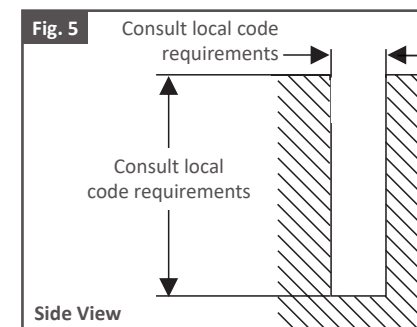 Fig. 5
Consult local code
requirements
Consult local
code requirements
Side View